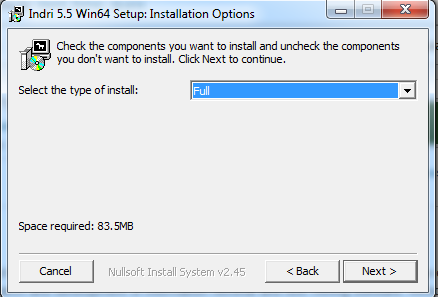 Indri 5.5 Win64 Setup: Installation Options
Check the components you want to install and uncheck the components
you don't want to install. Click Next to continue.
Select the type of install:
Full
Space required: 83.5MB
Cancel
Nullsoft Install System v2.45
< Back
Next >